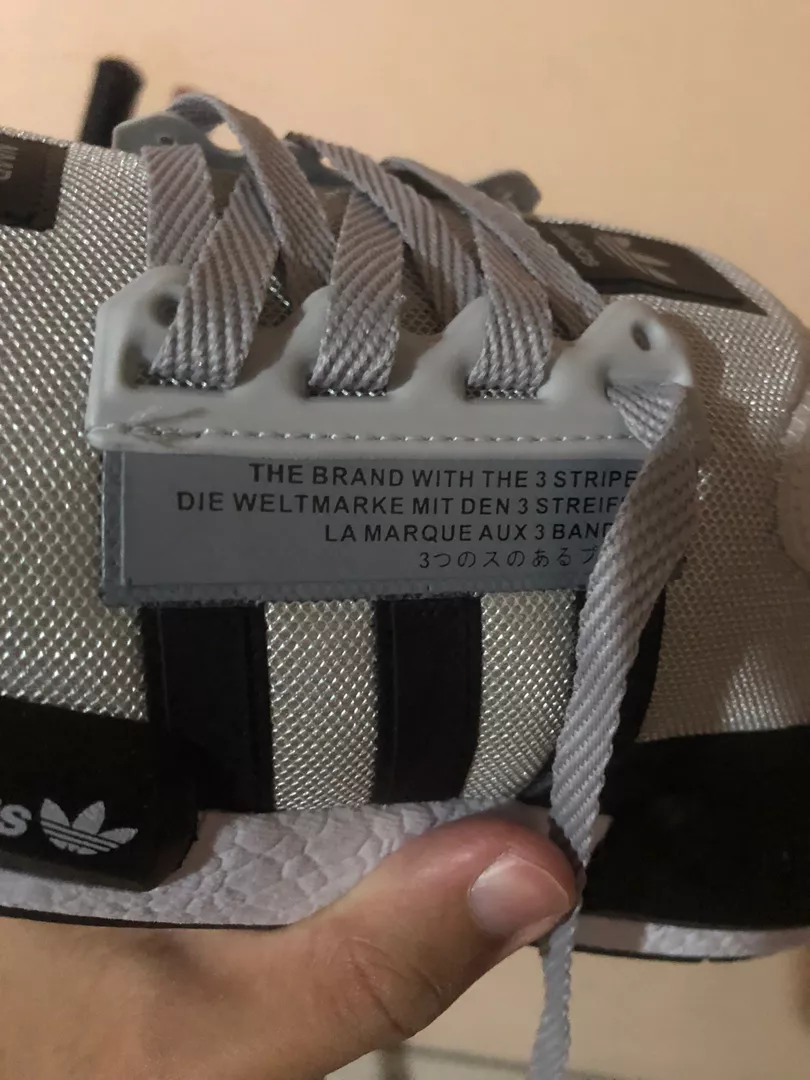 THE BRAND WITH THE 3 STRIPE
DIE WELTMARKE MIT DEN 3 STREIF
LA MARQUE AUX 3 BAND
3つのスのあるブ